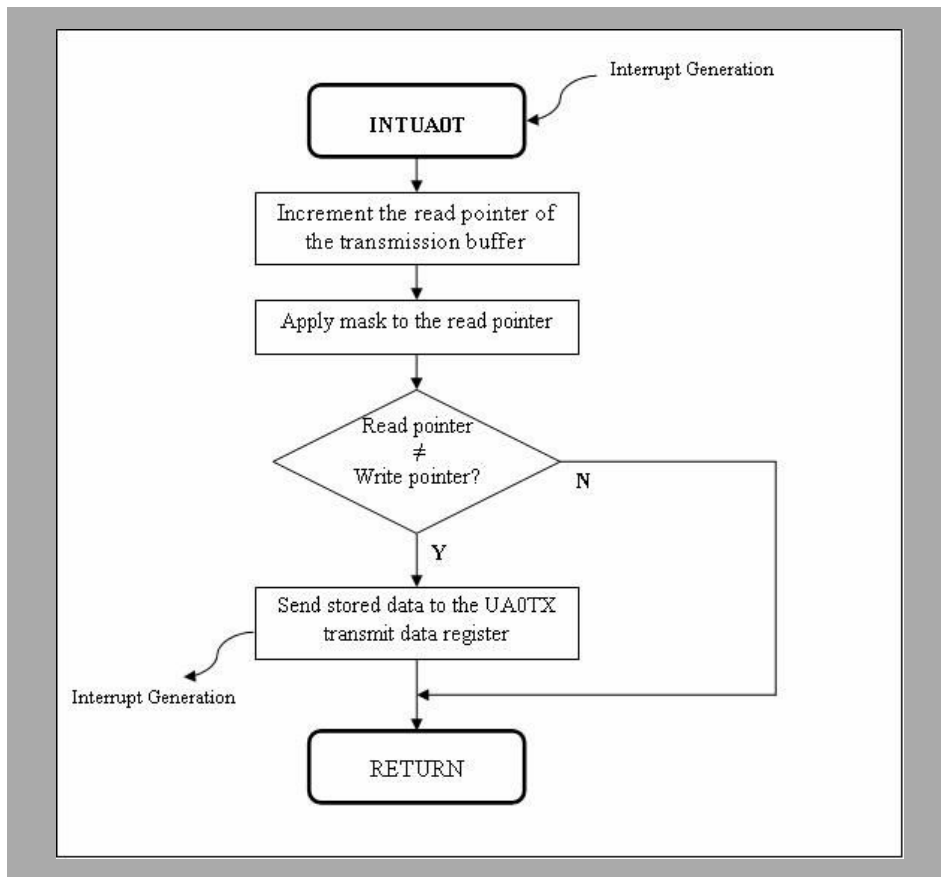 Interrupt Generation
INTUA0T
Increment the read pointer of
the transmission buffer
Apply mask to the read pointer
Read pointer
≠
Write pointer?
N
Y
Send stored data to the UA0TX
transmit data register
Interrupt Generation
RETURN